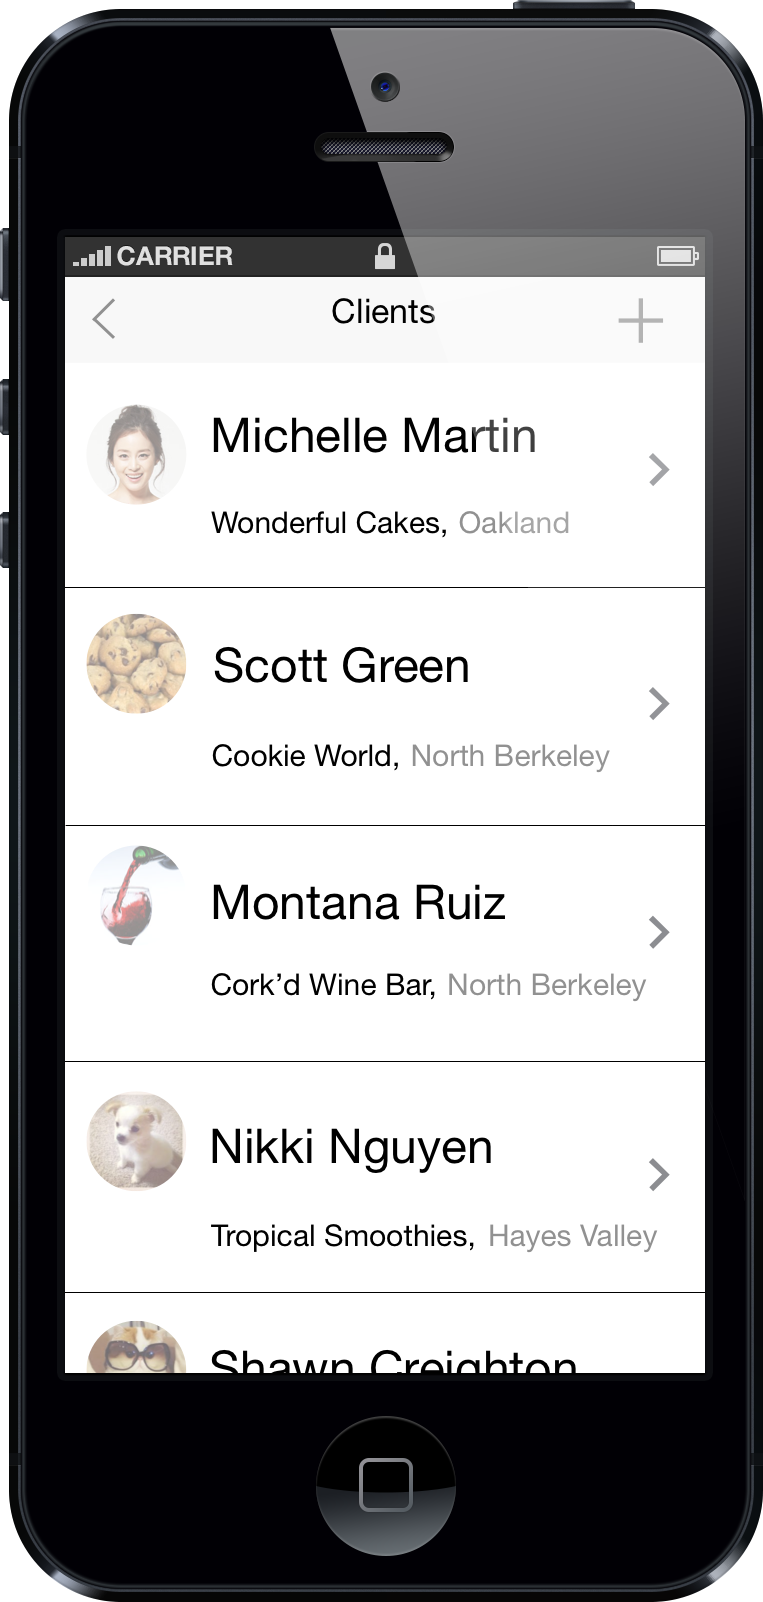 CARRIER
Clients
Michelle Martin
Wonderful Cakes, Oakland
Scott Green
Cookie World, North Berkeley
Montana Ruiz
Cork’d Wine Bar, North Berkeley
Nikki Nguyen
Tropical Smoothies, Hayes Valley
Shawn Creighton